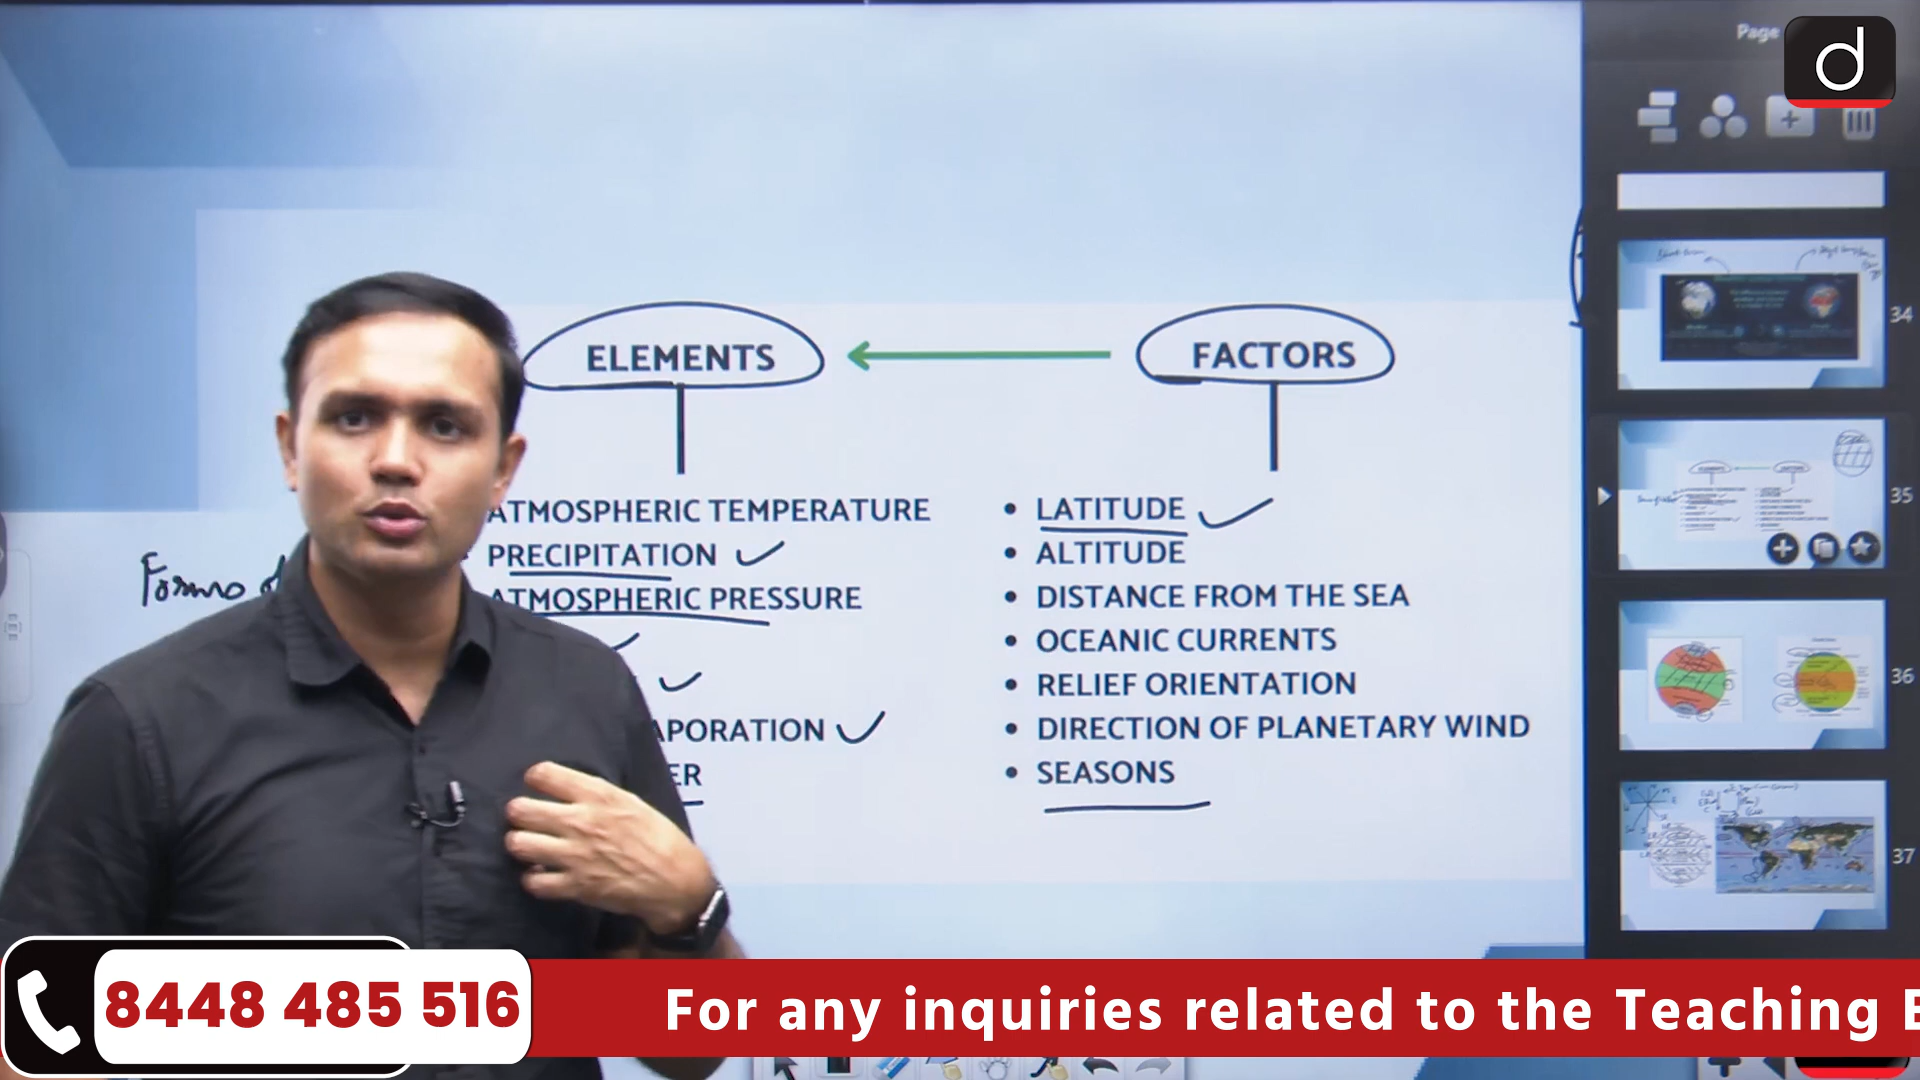 Page
d
ELEMENTS
FACTORS
ATMOSPHERIC TEMPERATURE
PRECIPITATION
ATMOSPHERIC PRESSURE
APORATION
ER
Forms of
• LATITUDE
• ALTITUDE
• DISTANCE FROM THE SEA
• OCEANIC CURRENTS
• RELIEF ORIENTATION
• DIRECTION OF PLANETARY WIND
• SEASONS
34
35
36
37
8448 485 516
For any inquiries related to the Teaching E